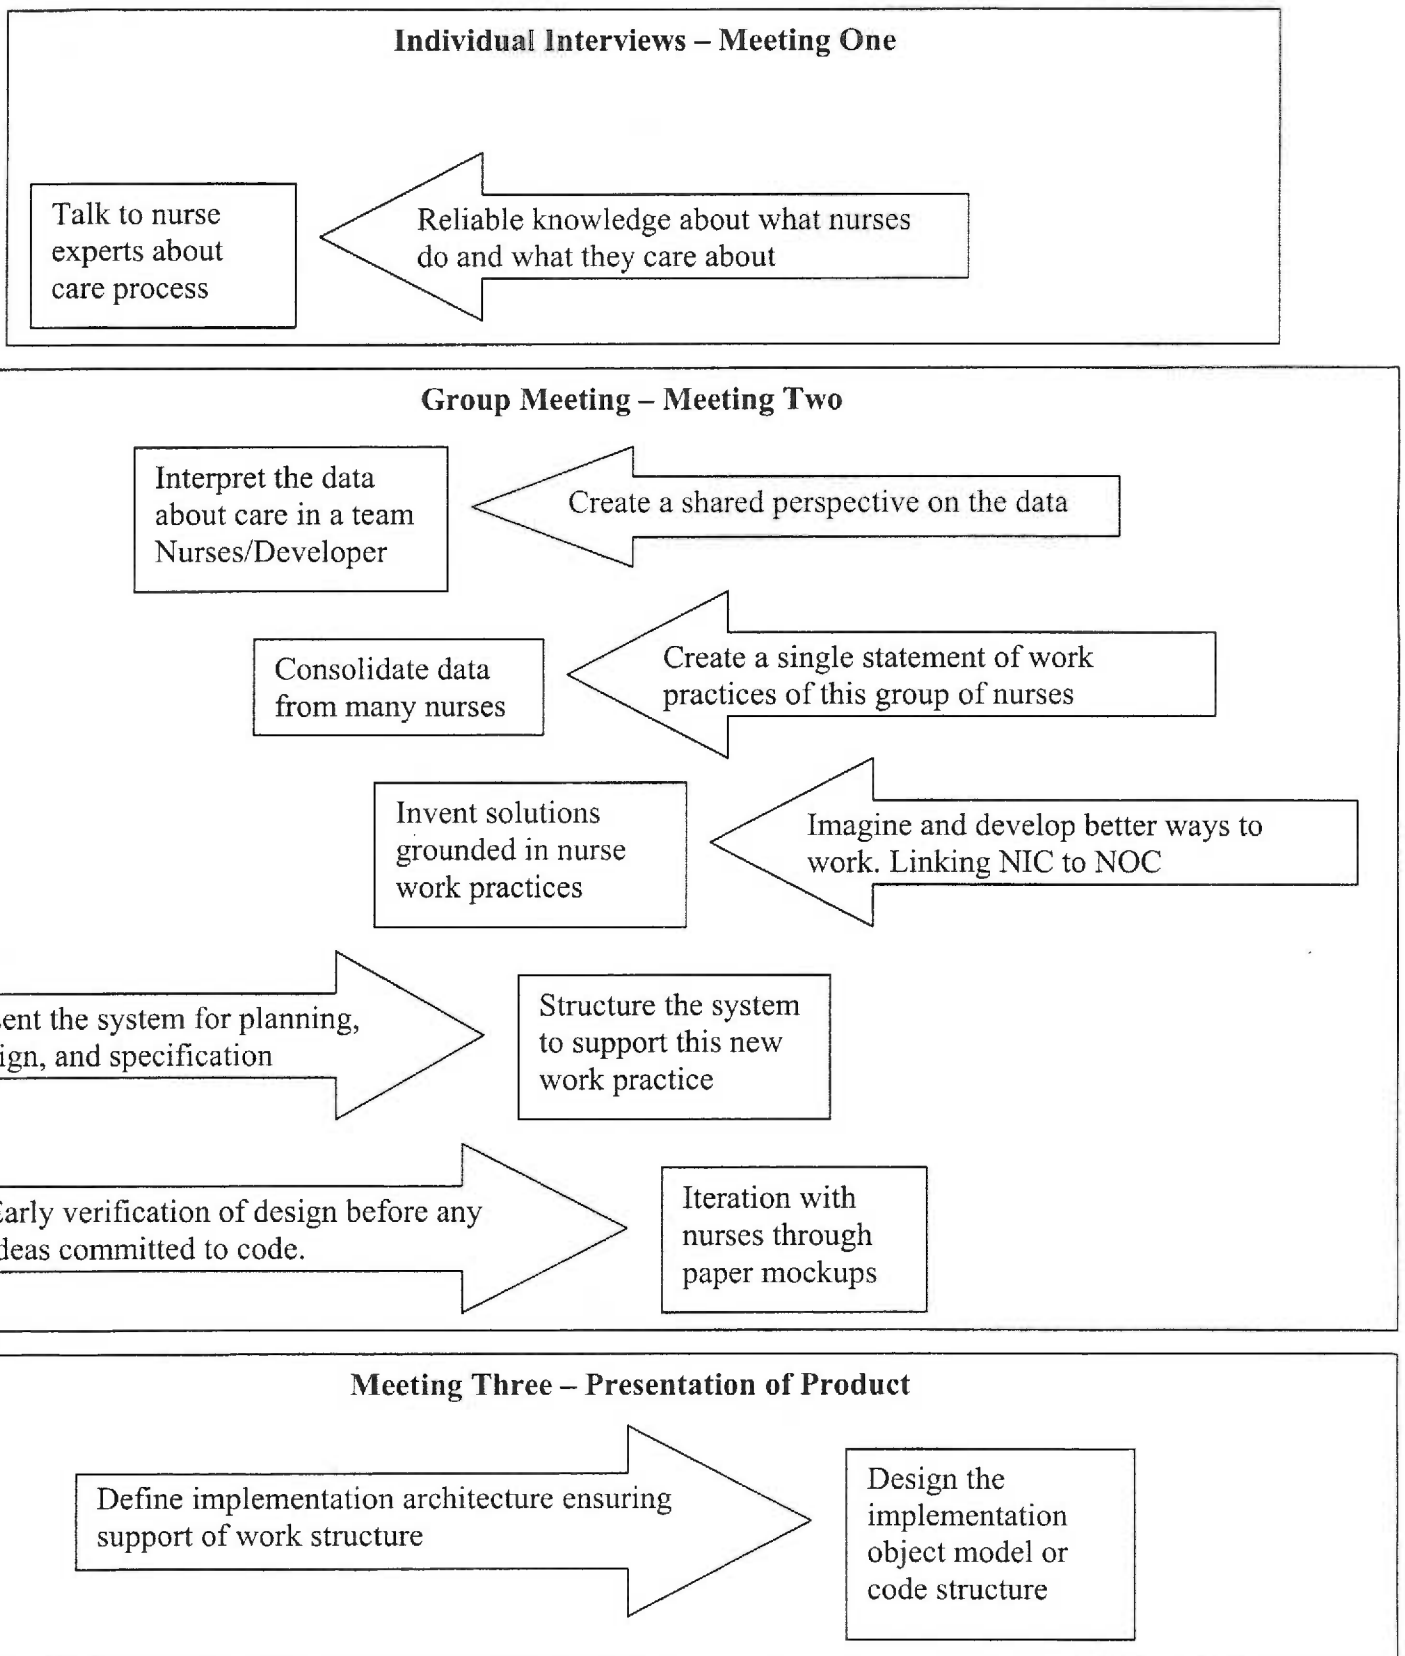 Individual Interviews – Meeting One
Talk to nurse
experts about
care process
Reliable knowledge about what nurses
do and what they care about
Group Meeting – Meeting Two
Interpret the data
about care in a team
Nurses/Developer
Create a shared perspective on the data
Consolidate data
from many nurses
Create a single statement of work
practices of this group of nurses
Invent solutions
grounded in nurse
work practices
Imagine and develop better ways to
work. Linking NIC to NOC
the system for planning,
and specification
Structure the system
to support this new
work practice
Early verification of design before any
committed to code.
Iteration with
nurses through
paper mockups
Meeting Three – Presentation of Product
Define implementation architecture ensuring
support of work structure
Design the
implementation
object model or
code structure